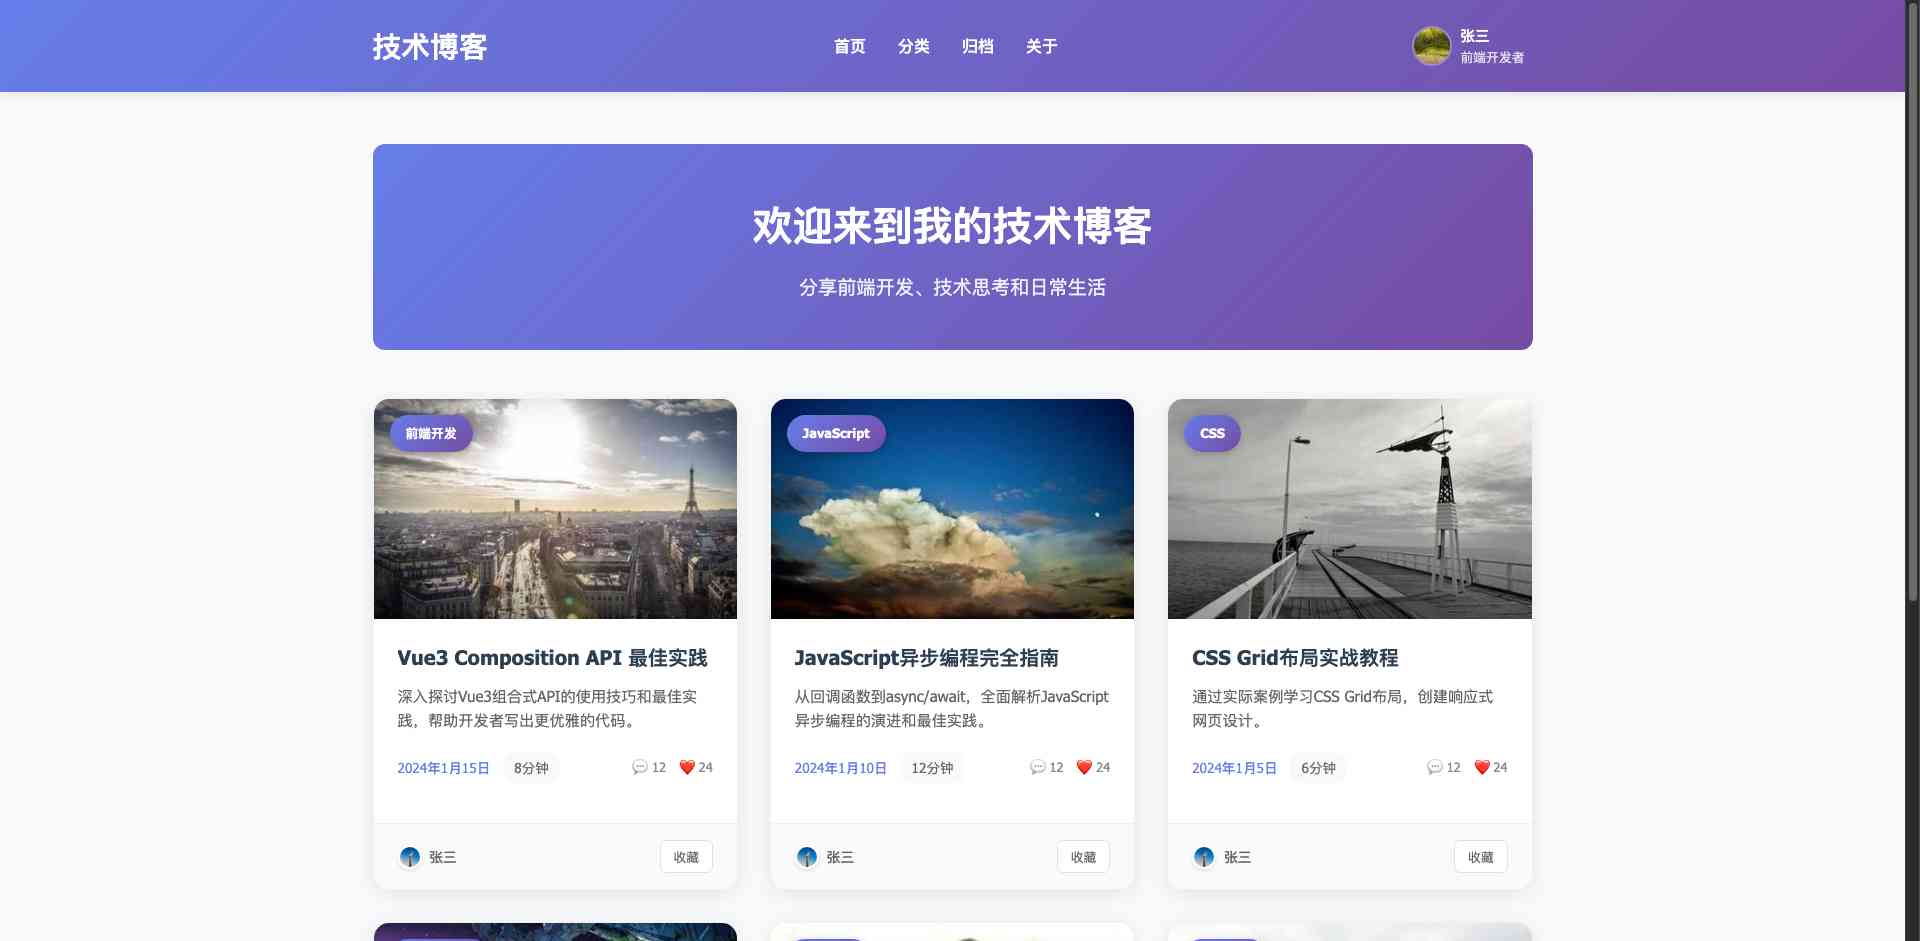 技术博客
首页 分类 归档 关于
张三
前端开发者
欢迎来到我的技术博客
分享前端开发、技术思考和日常生活
前端开发
Vue3 Composition API 最佳实践
深入探讨Vue3组合式API的使用技巧和最佳实
践，帮助开发者写出更优雅的代码。
2024年1月15日 8分钟 12 24
张三 收藏
JavaScript
JavaScript异步编程完全指南
从回调函数到async/await，全面解析JavaScript
异步编程的演进和最佳实践。
2024年1月10日 12分钟 12 24
张三 收藏
CSS
CSS Grid布局实战教程
通过实际案例学习CSS Grid布局，创建响应式
网页设计。
2024年1月5日 6分钟 12 24
张三 收藏